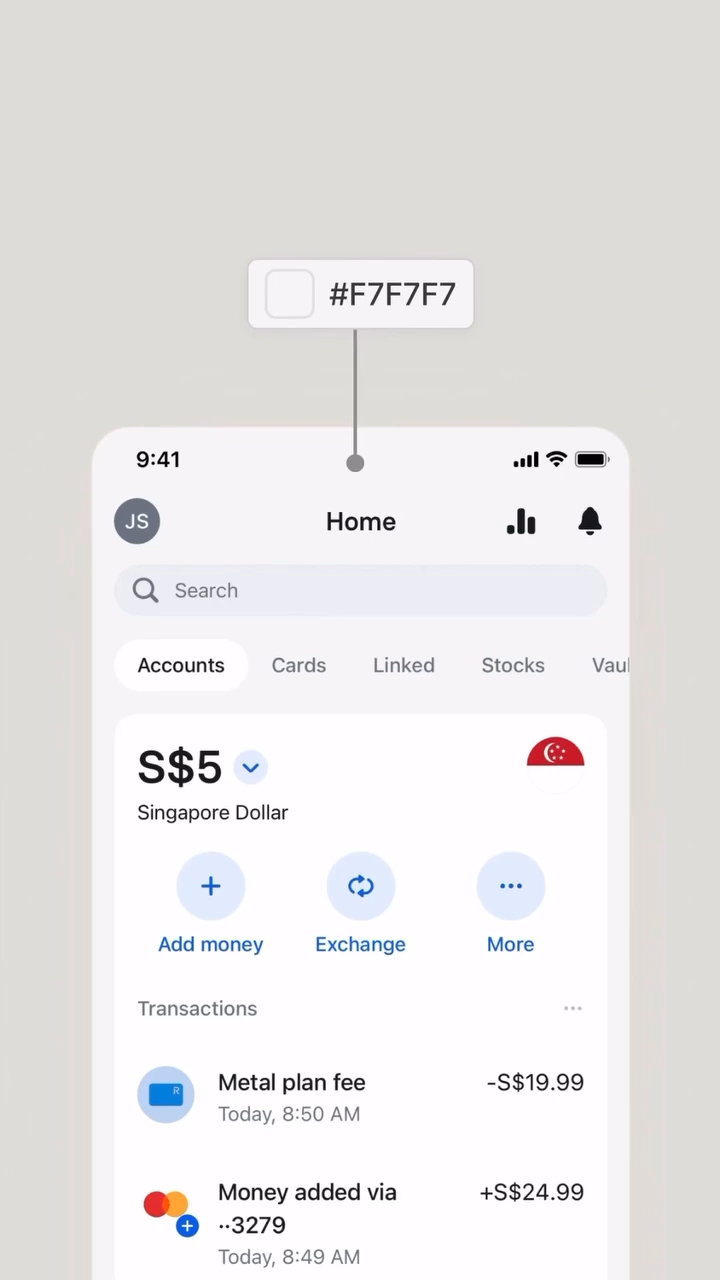 #F7F7F7
9:41
JS
Home
Search
Accounts Cards Linked Stocks Vaul
S$5
Singapore Dollar
Add money Exchange More
Transactions
R
Metal plan fee -S$19.99
Today, 8:50 AM
Money added via +S$24.99
··3279
Today, 8:49 AM